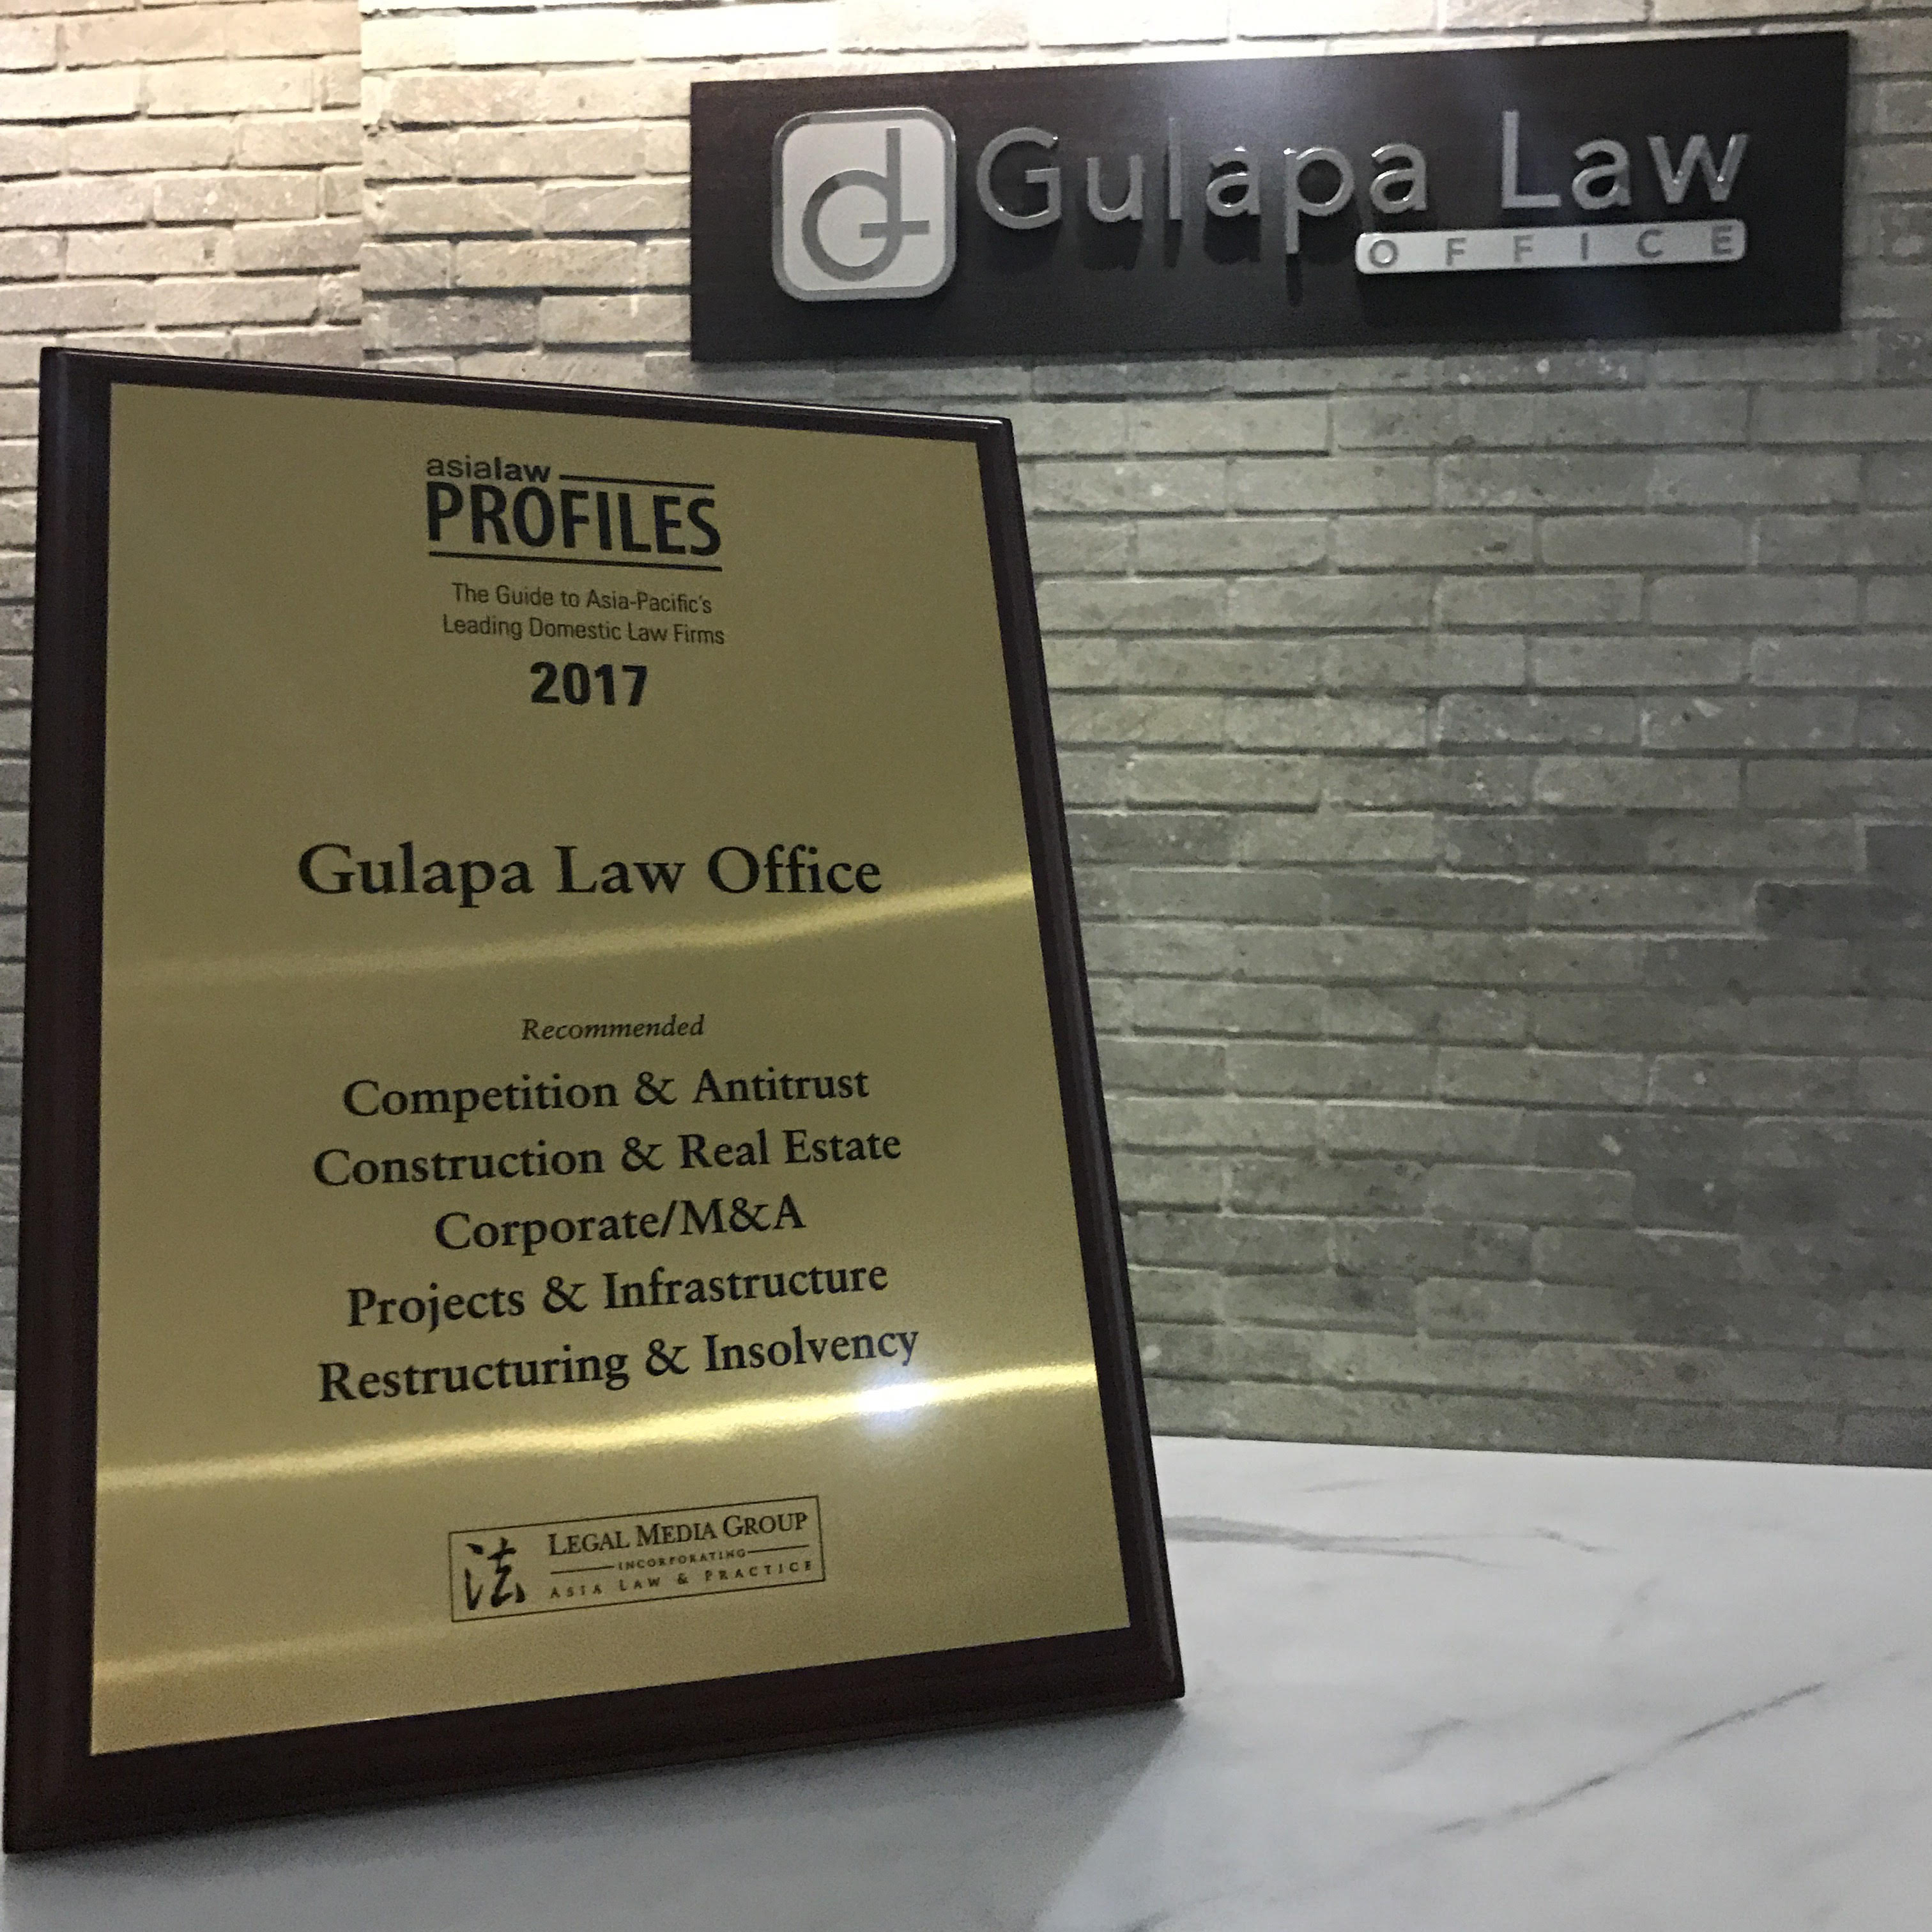 Gulapa Law
OFFICE
asialaw
PROFILES
The Guide to Asia-Pacific's
Leading Domestic Law Firms
2017
Gulapa Law Office
Recommended
Competition & Antitrust
Construction & Real Estate
Corporate/M&A
Projects & Infrastructure
Restructuring & Insolvency
法
LEGAL MEDIA GROUP
INCORPORATING
ASIA LAW & PRACTICE